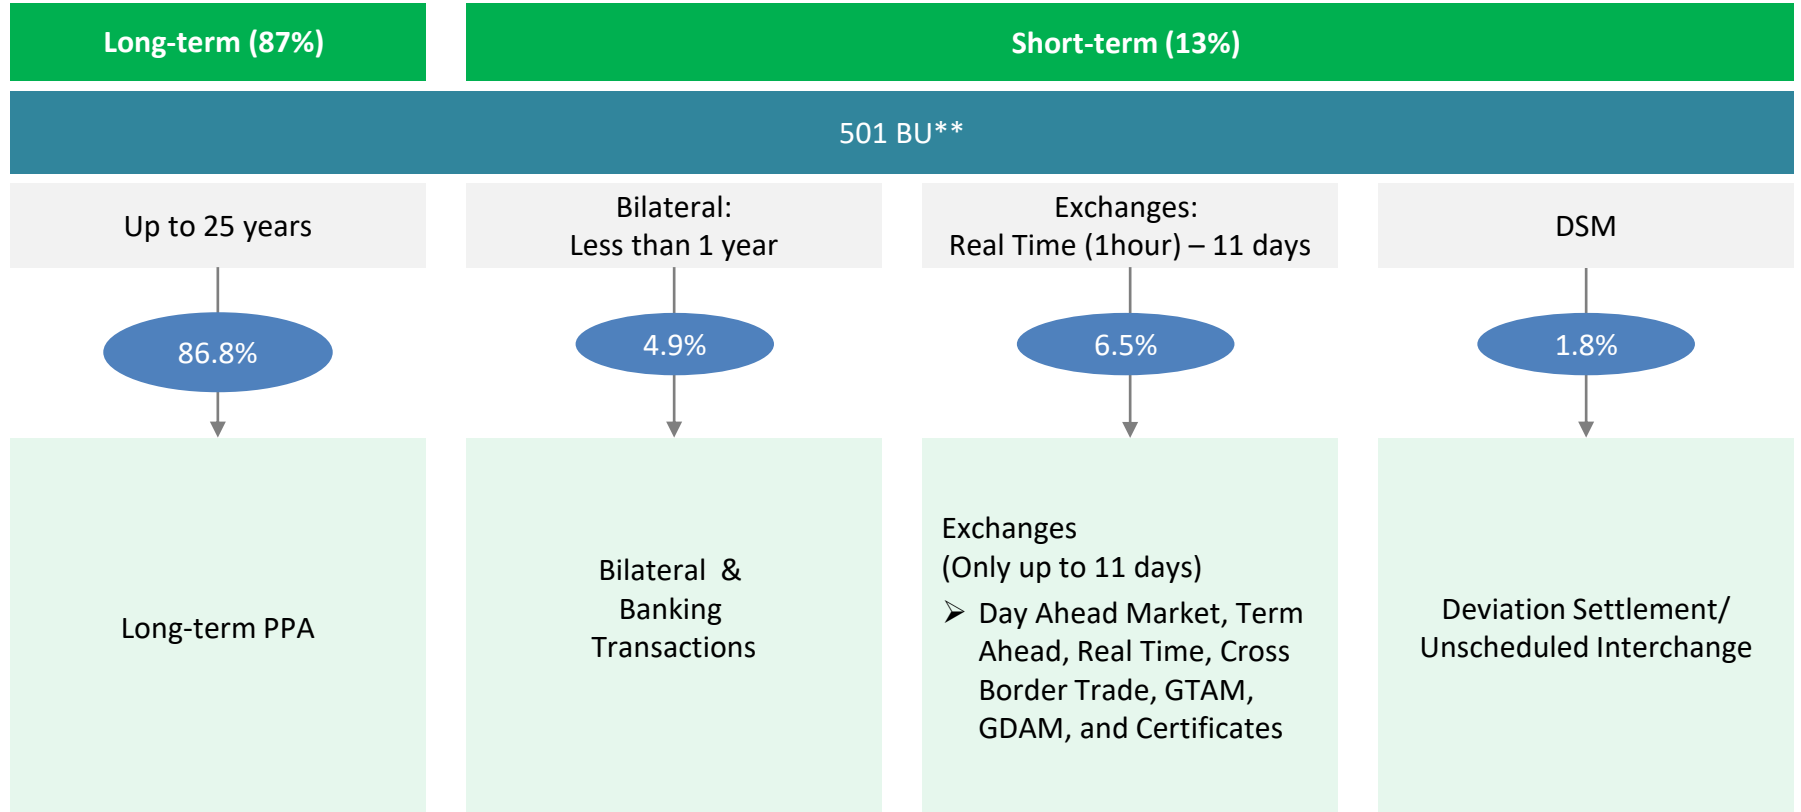 Long-term (87%)
Short-term (13%)
501 BU**
Up to 25 years
Bilateral:
Less than 1 year
Exchanges:
Real Time (1hour) – 11 days
DSM
86.8%
4.9%
6.5%
1.8%
Long-term PPA
Bilateral &
Banking
Transactions
Exchanges
(Only up to 11 days)
➢ Day Ahead Market, Term
Ahead, Real Time, Cross
Border Trade, GTAM,
GDAM, and Certificates
Deviation Settlement/
Unscheduled Interchange